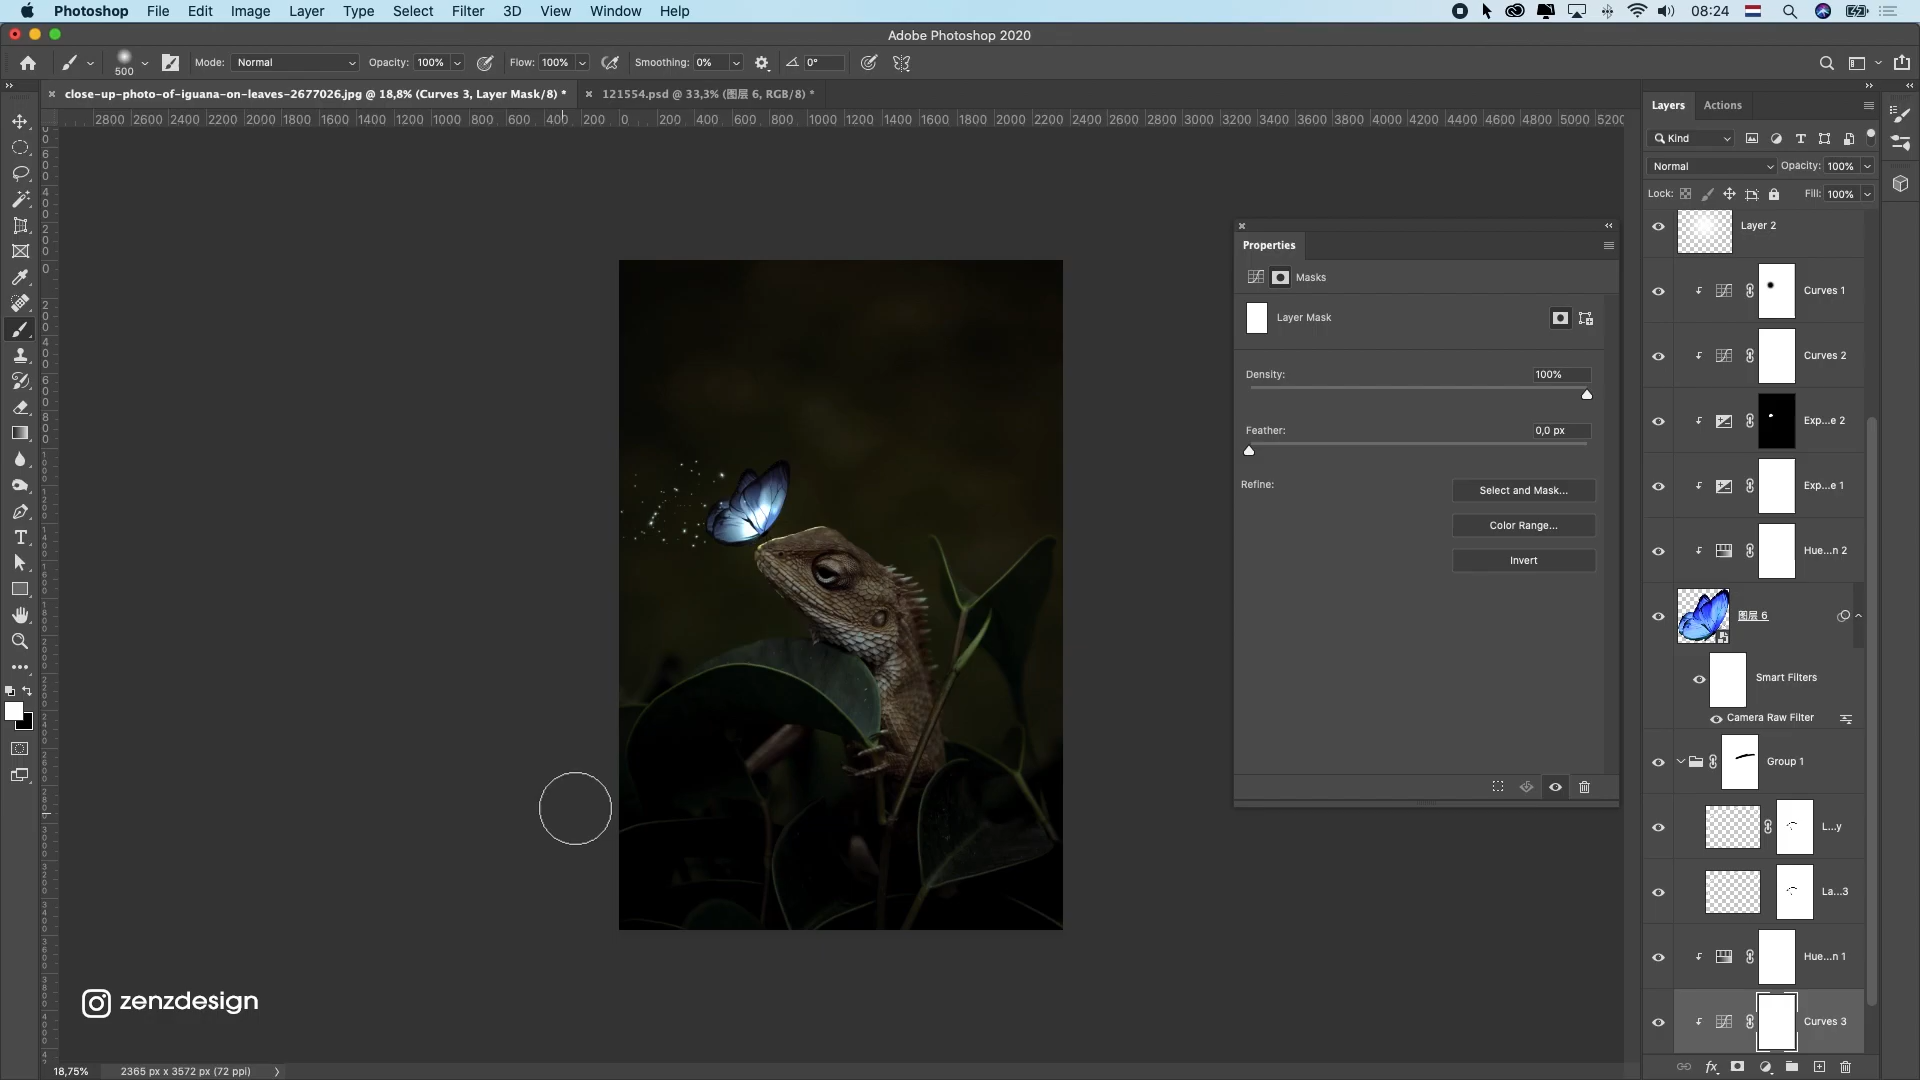 Photoshop File Edit Image Layer Type Select Filter 3D View Window Help 08:24
Adobe Photoshop 2020
500 Mode: Normal Opacity: 100% Flow: 100% Smoothing: 0% 0°
close-up-photo-of-iguana-on-leaves-2677026.jpg @ 18,8% (Curves 3, Layer Mask/8) * 121554.psd @ 33,3% (图层 6, RGB/8) *
2800 2600 2400 2200 2000 1800 1600 1400 1200 1000 800 600 400 200 0 200 400 600 800 1000 1200 1400 1600 1800 2000 2200 2400 2600 2800 3000 3200 3400 3600 3800 4000 4200 4400 4600 4800 5000 5200
Layers Actions
Kind
Normal Opacity: 100%
Lock: Fill: 100%
Layer 2
Curves 1
Curves 2
Exp...e 2
Exp...e 1
Hue...n 2
图层 6
Smart Filters
Camera Raw Filter
Group 1
L...y
La...3
Hue...n 1
Curves 3
Properties
Masks
Layer Mask
Density: 100%
Feather: 0,0 px
Refine: Select and Mask...
Color Range...
Invert
zenzdesign
18,75% 2365 px x 3572 px (72 ppi)